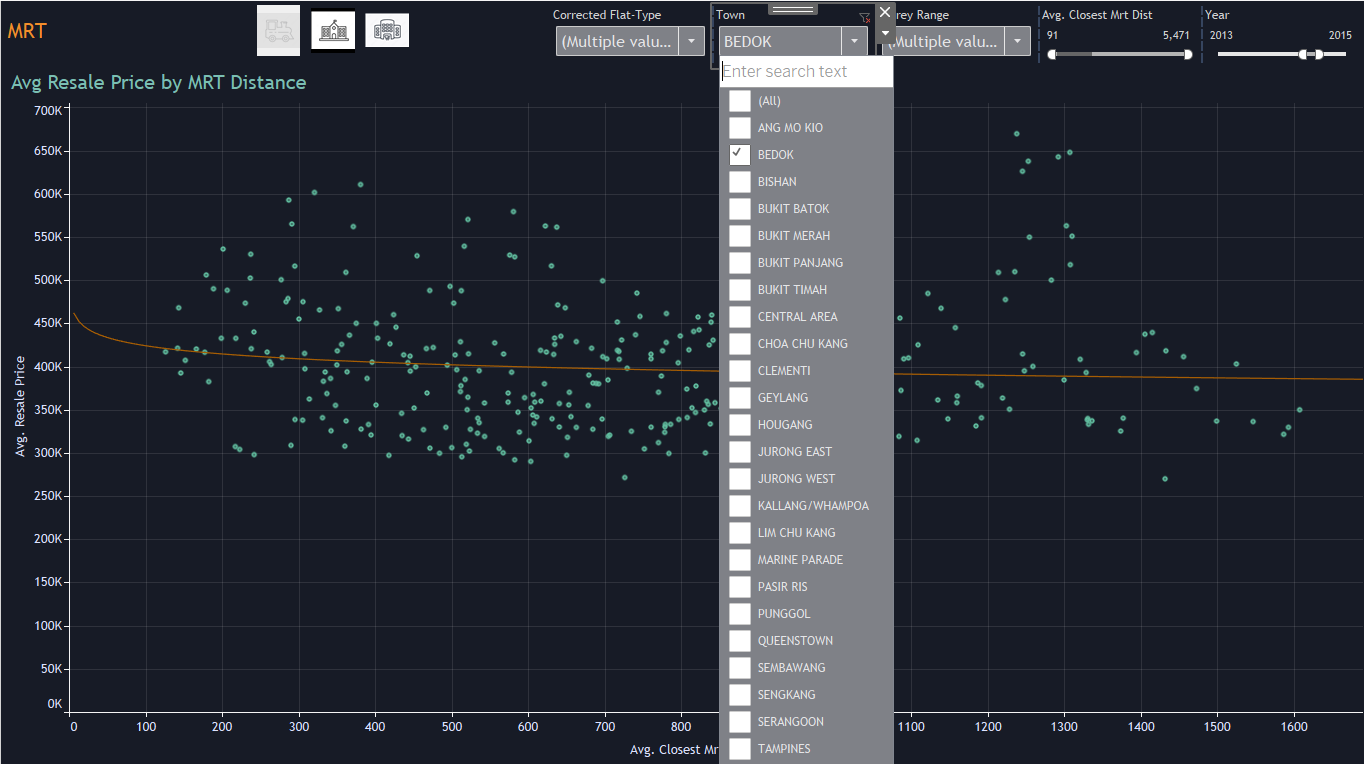 MRT
Corrected Flat-Type
(Multiple valu...
Town
BEDOK
rey Range
Multiple valu...
Avg. Closest MRT Dist
91 5,471
Year
2013 2015
Avg Resale Price by MRT Distance
Enter search text
(All)
ANG MO KIO
BEDOK
BISHAN
BUKIT BATOK
BUKIT MERAH
BUKIT PANJANG
BUKIT TIMAH
CENTRAL AREA
CHOA CHU KANG
CLEMENTI
GEYLANG
HOUGANG
JURONG EAST
JURONG WEST
KALLANG/WHAMPOA
LIM CHU KANG
MARINE PARADE
PASIR RIS
PUNGGOL
QUEENSTOWN
SEMBAWANG
SENGKANG
SERANGOON
TAMPINES
Avg. Resale Price
700K
650K
600K
550K
500K
450K
400K
350K
300K
250K
200K
150K
100K
50K
0K
0 100 200 300 400 500 600 700 800 1100 1200 1300 1400 1500 1600
Avg. Closest Mr